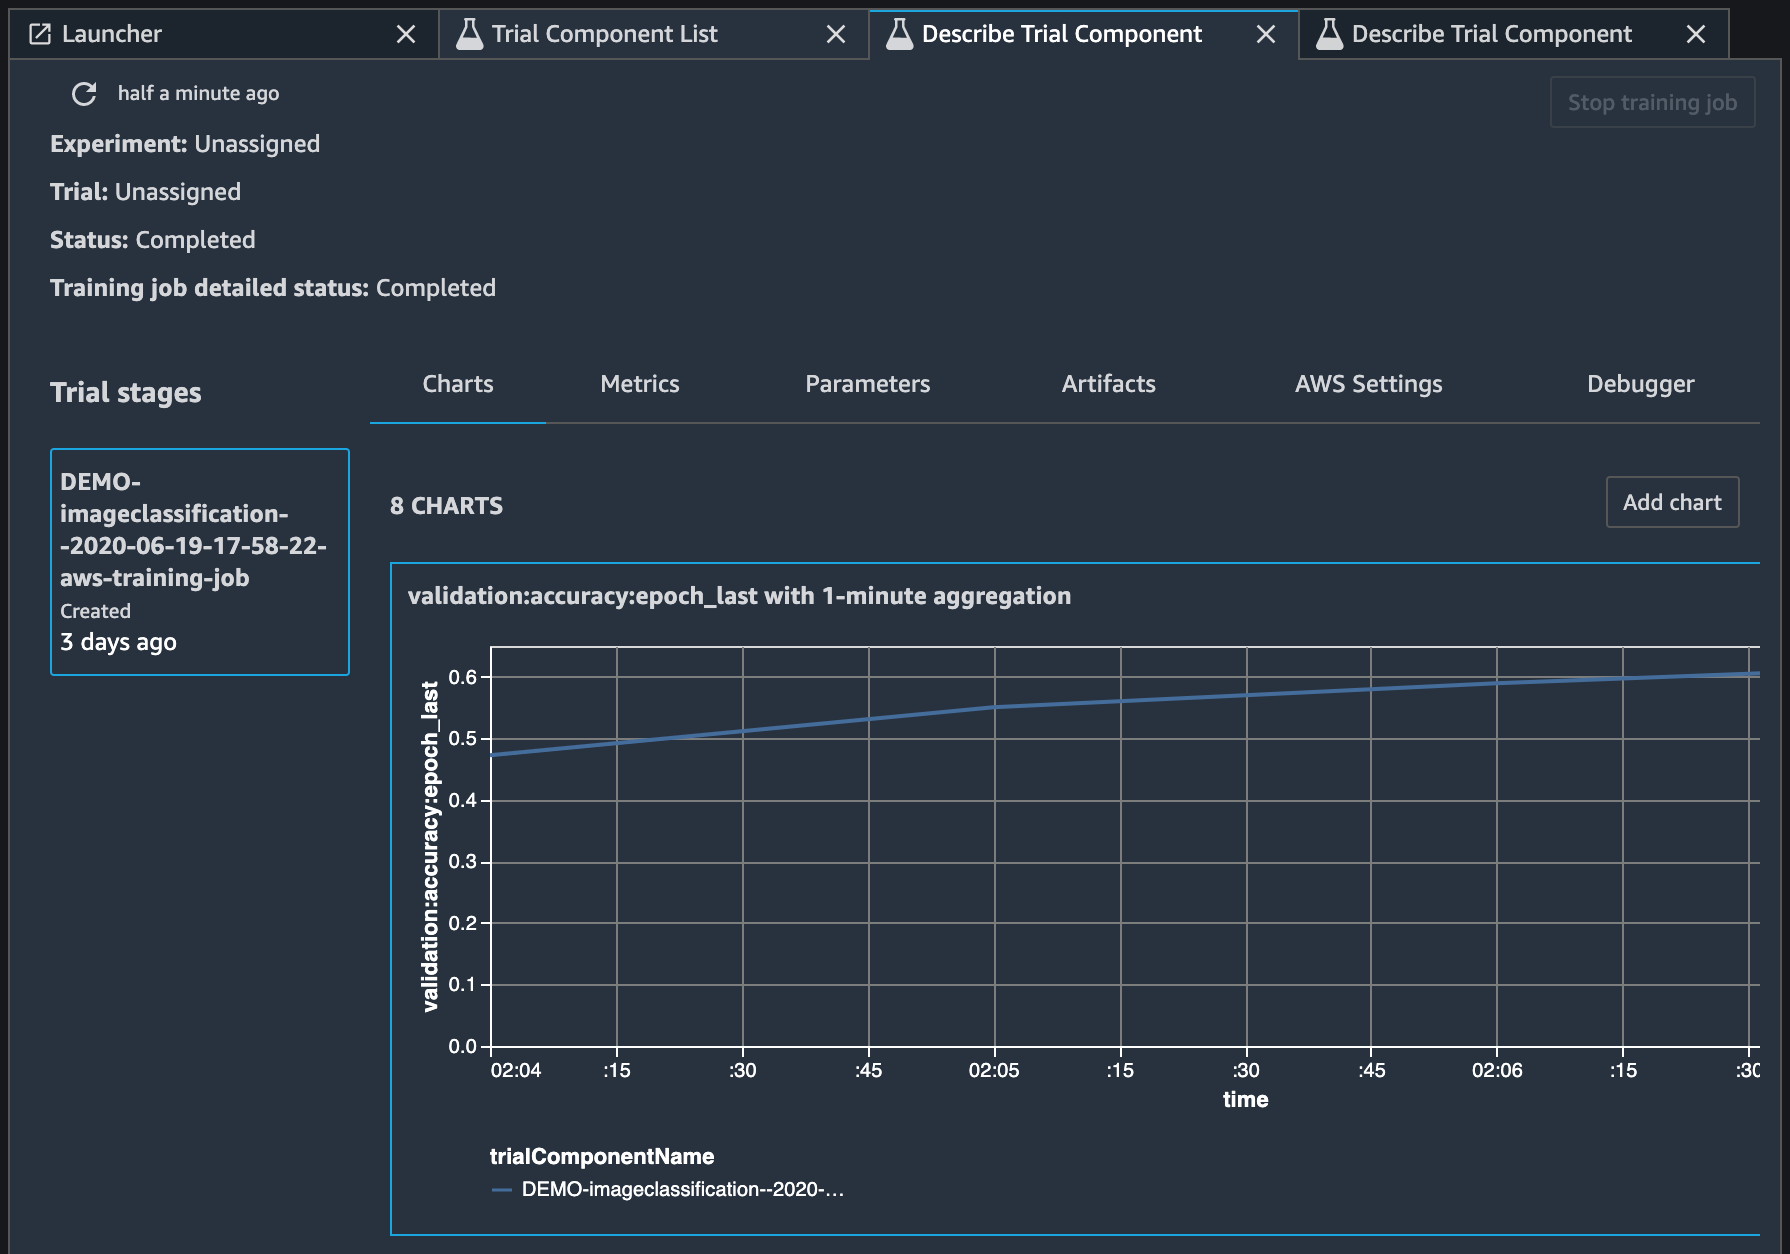 Launcher
Trial Component List
Describe Trial Component
Describe Trial Component
half a minute ago
Stop training job
Experiment: Unassigned
Trial: Unassigned
Status: Completed
Training job detailed status: Completed
Trial stages
Charts
Metrics
Parameters
Artifacts
AWS Settings
Debugger
DEMO-
imageclassification-
-2020-06-19-17-58-22-
aws-training-job
Created
3 days ago
8 CHARTS
Add chart
validation:accuracy:epoch_last with 1-minute aggregation
validation:accuracy:epoch_last
0.6
0.5
0.4
0.3
0.2
0.1
0.0
02:04 :15 :30 :45 02:05 :15 :30 :45 02:06 :15 :30
time
trialComponentName
DEMO-imageclassification--2020-…